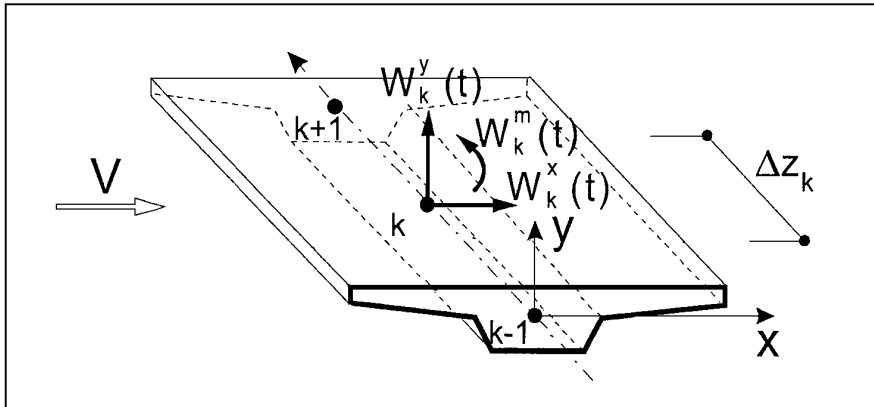 W_k^y (t)
k+1
W_k^m (t)
V
W_k^x (t)
Δz_k
k
y
k-1
x